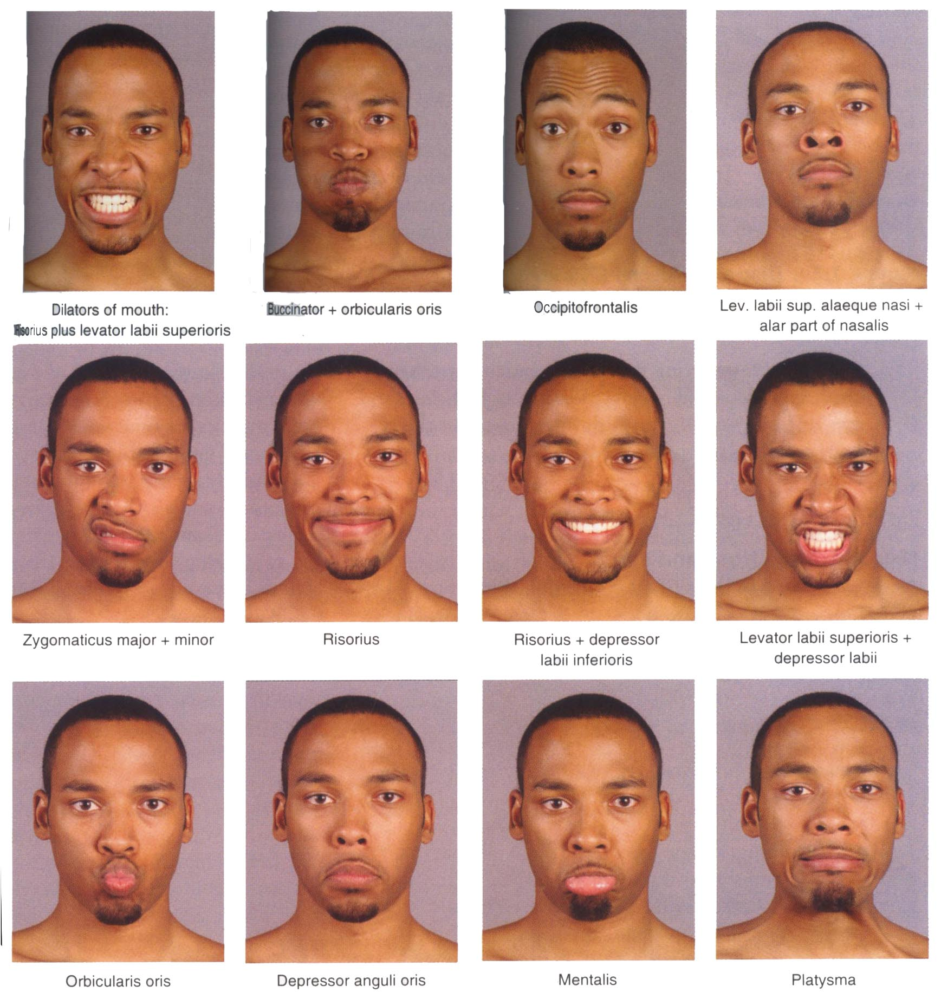 Dilators of mouth:
Risorius plus levator labii superioris
Buccinator + orbicularis oris
Occipitofrontalis
Lev. labii sup. alaeque nasi +
alar part of nasalis
Zygomaticus major + minor
Risorius
Risorius + depressor
labii inferioris
Levator labii superioris +
depressor labii
Orbicularis oris
Depressor anguli oris
Mentalis
Platysma